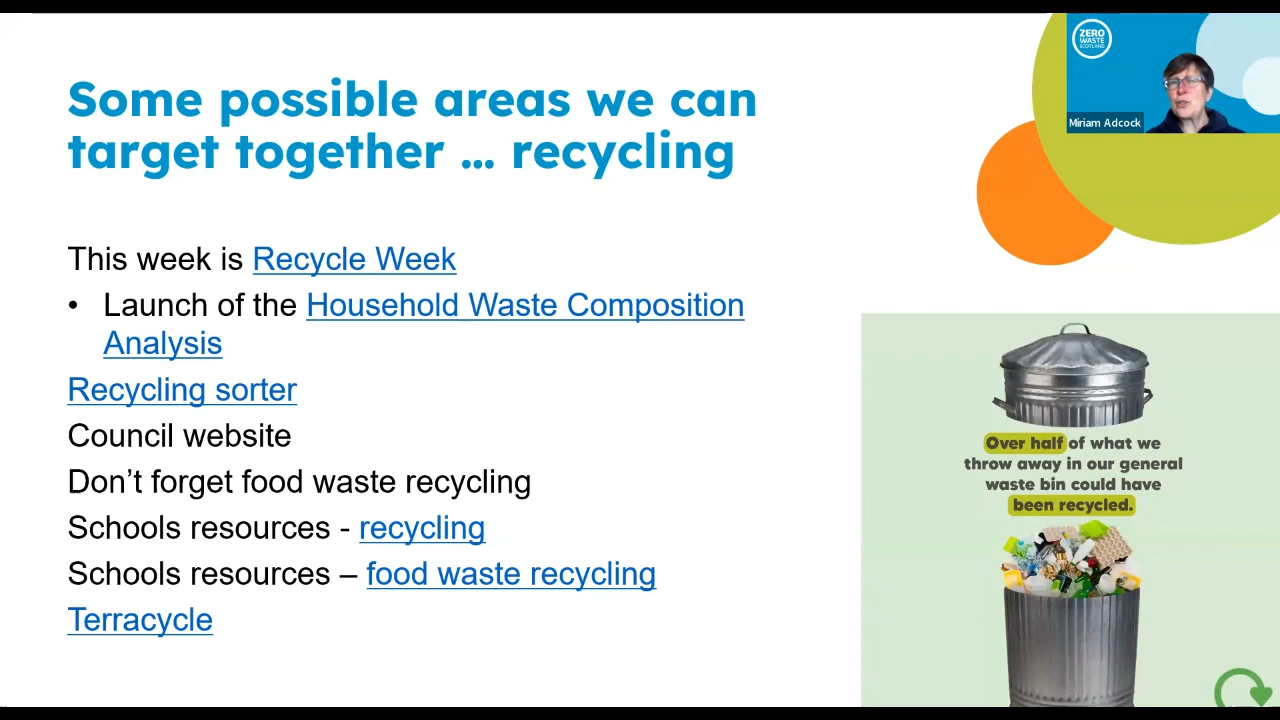 Some possible areas we can
target together ... recycling
ZERO
WASTE
SCOTLAND
Miriam Adcock
This week is Recycle Week
• Launch of the Household Waste Composition
Analysis
Recycling sorter
Council website
Don’t forget food waste recycling
Schools resources - recycling
Schools resources – food waste recycling
Terracycle
Over half of what we
throw away in our general
waste bin could have
been recycled.